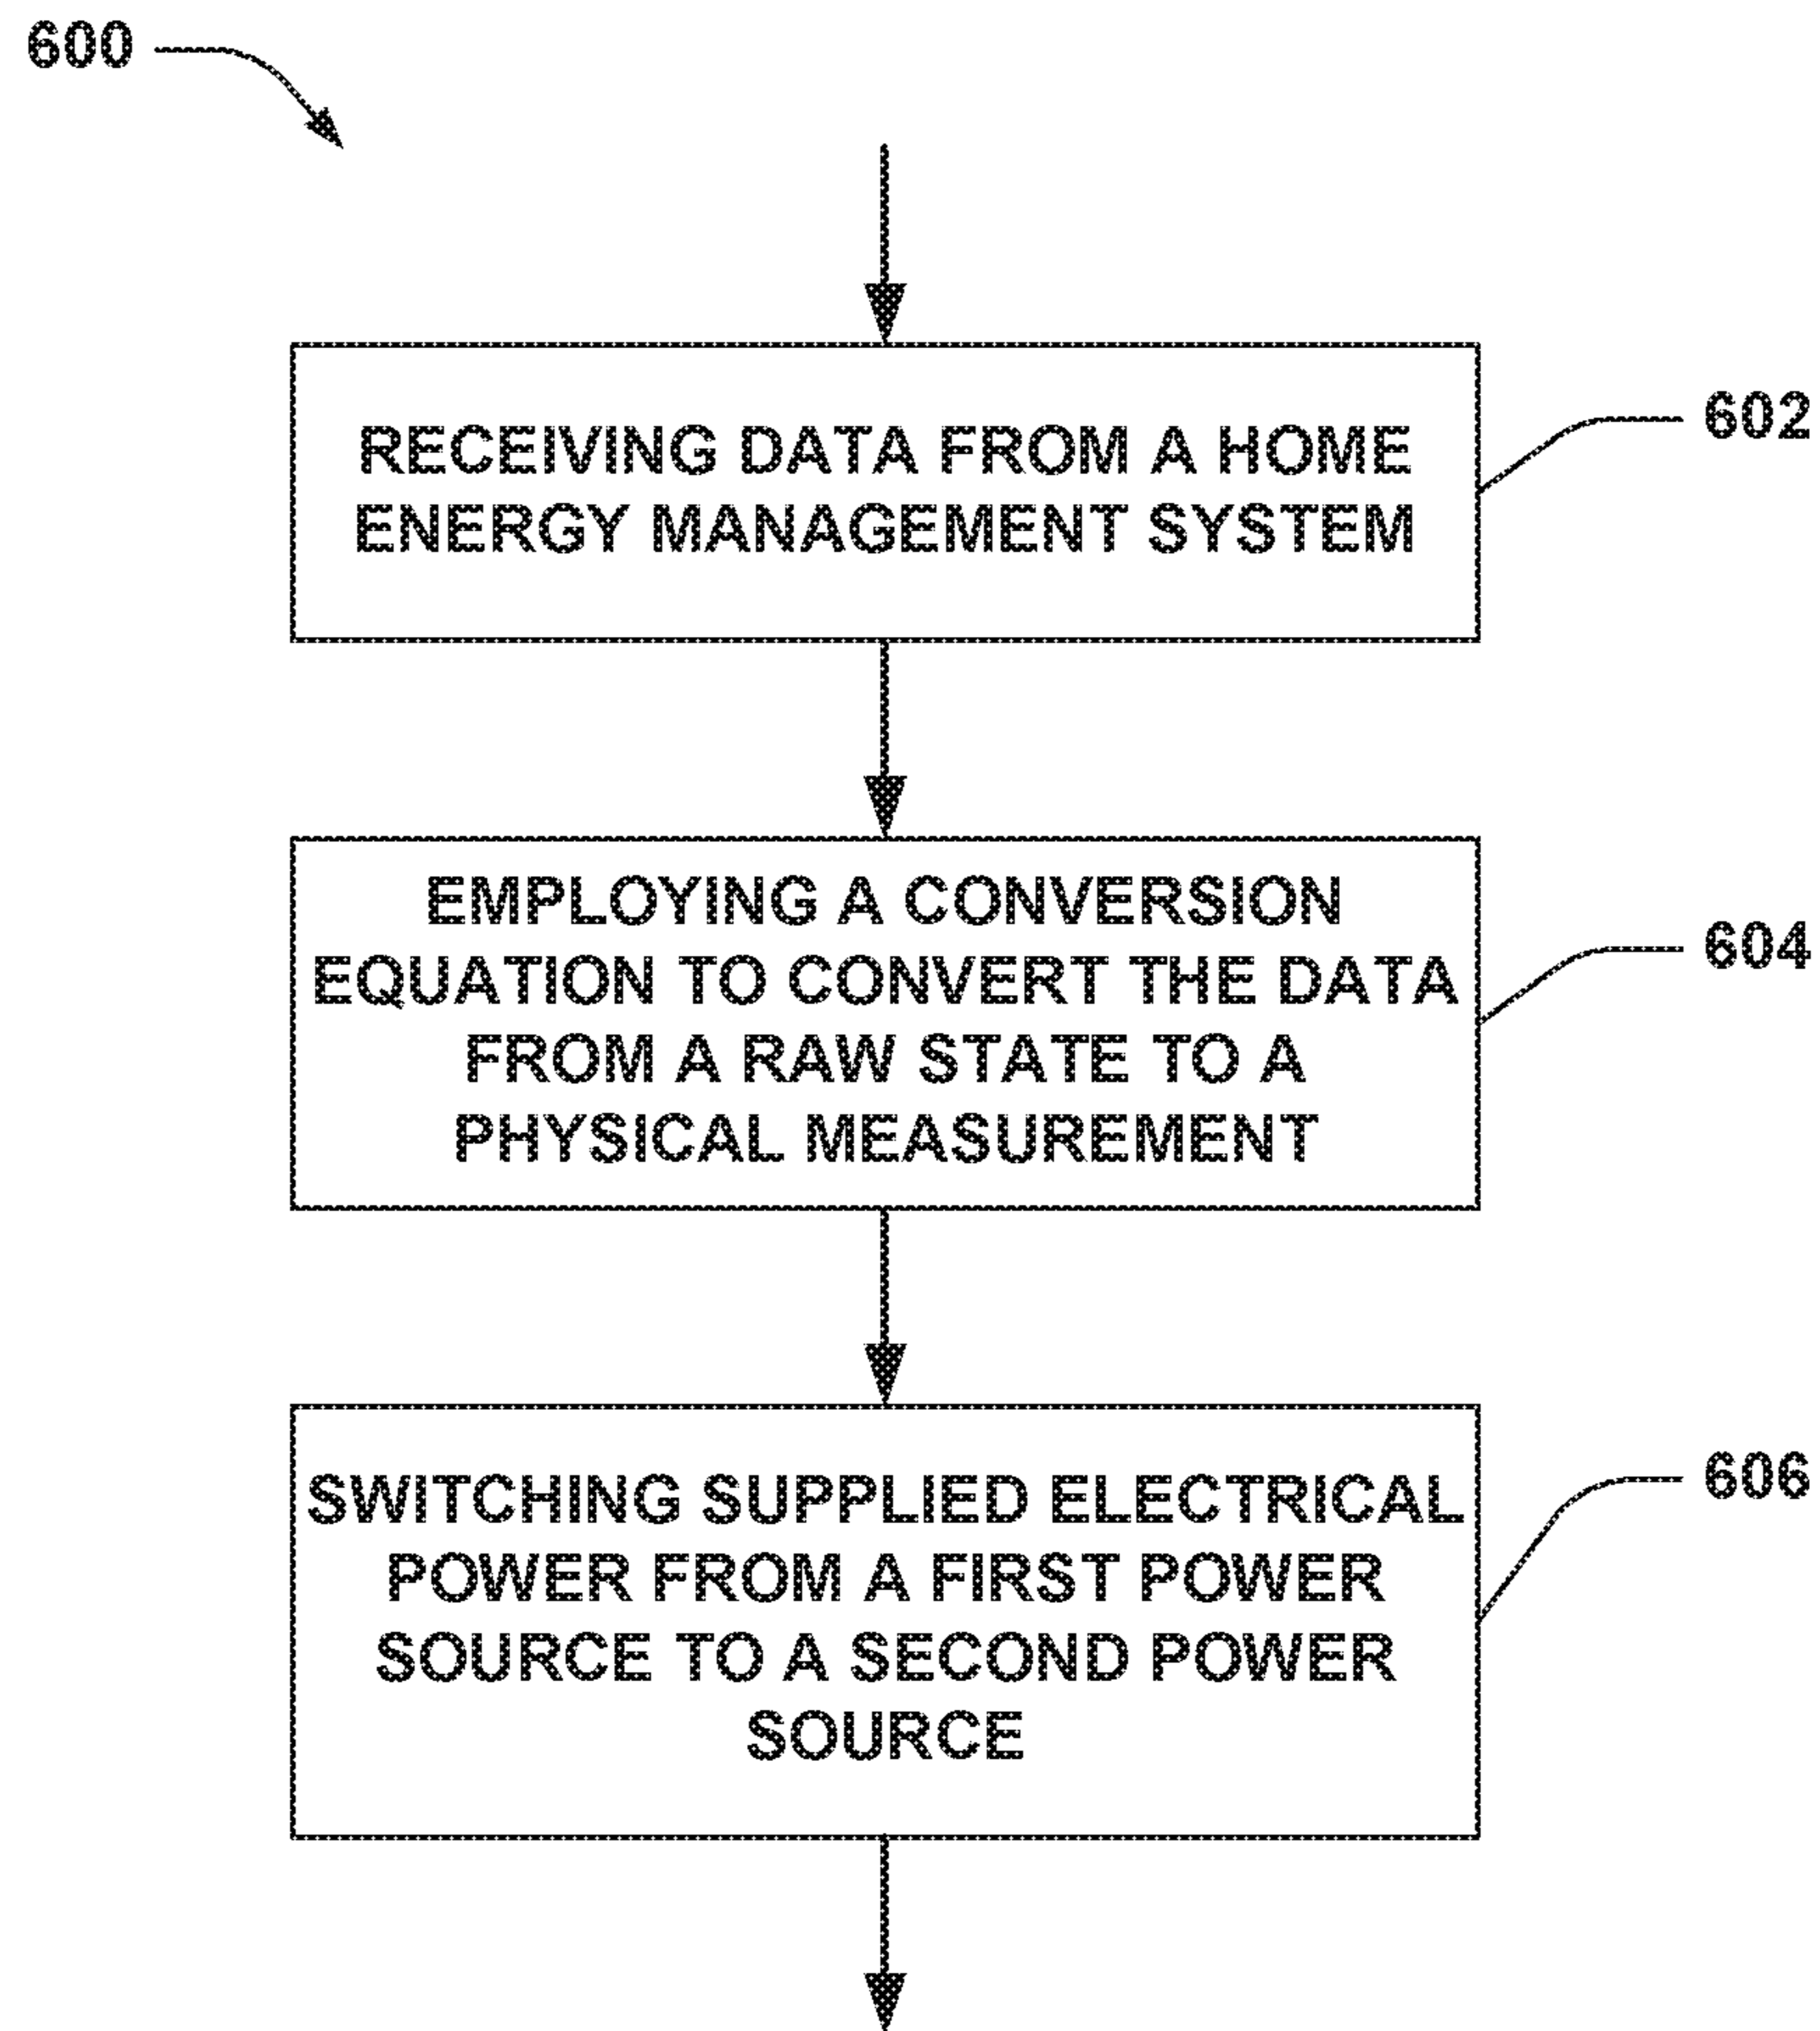 600
RECEIVING DATA FROM A HOME
ENERGY MANAGEMENT SYSTEM
602
EMPLOYING A CONVERSION
EQUATION TO CONVERT THE DATA
FROM A RAW STATE TO A
PHYSICAL MEASUREMENT
604
SWITCHING SUPPLIED ELECTRICAL
POWER FROM A FIRST POWER
SOURCE TO A SECOND POWER
SOURCE
606